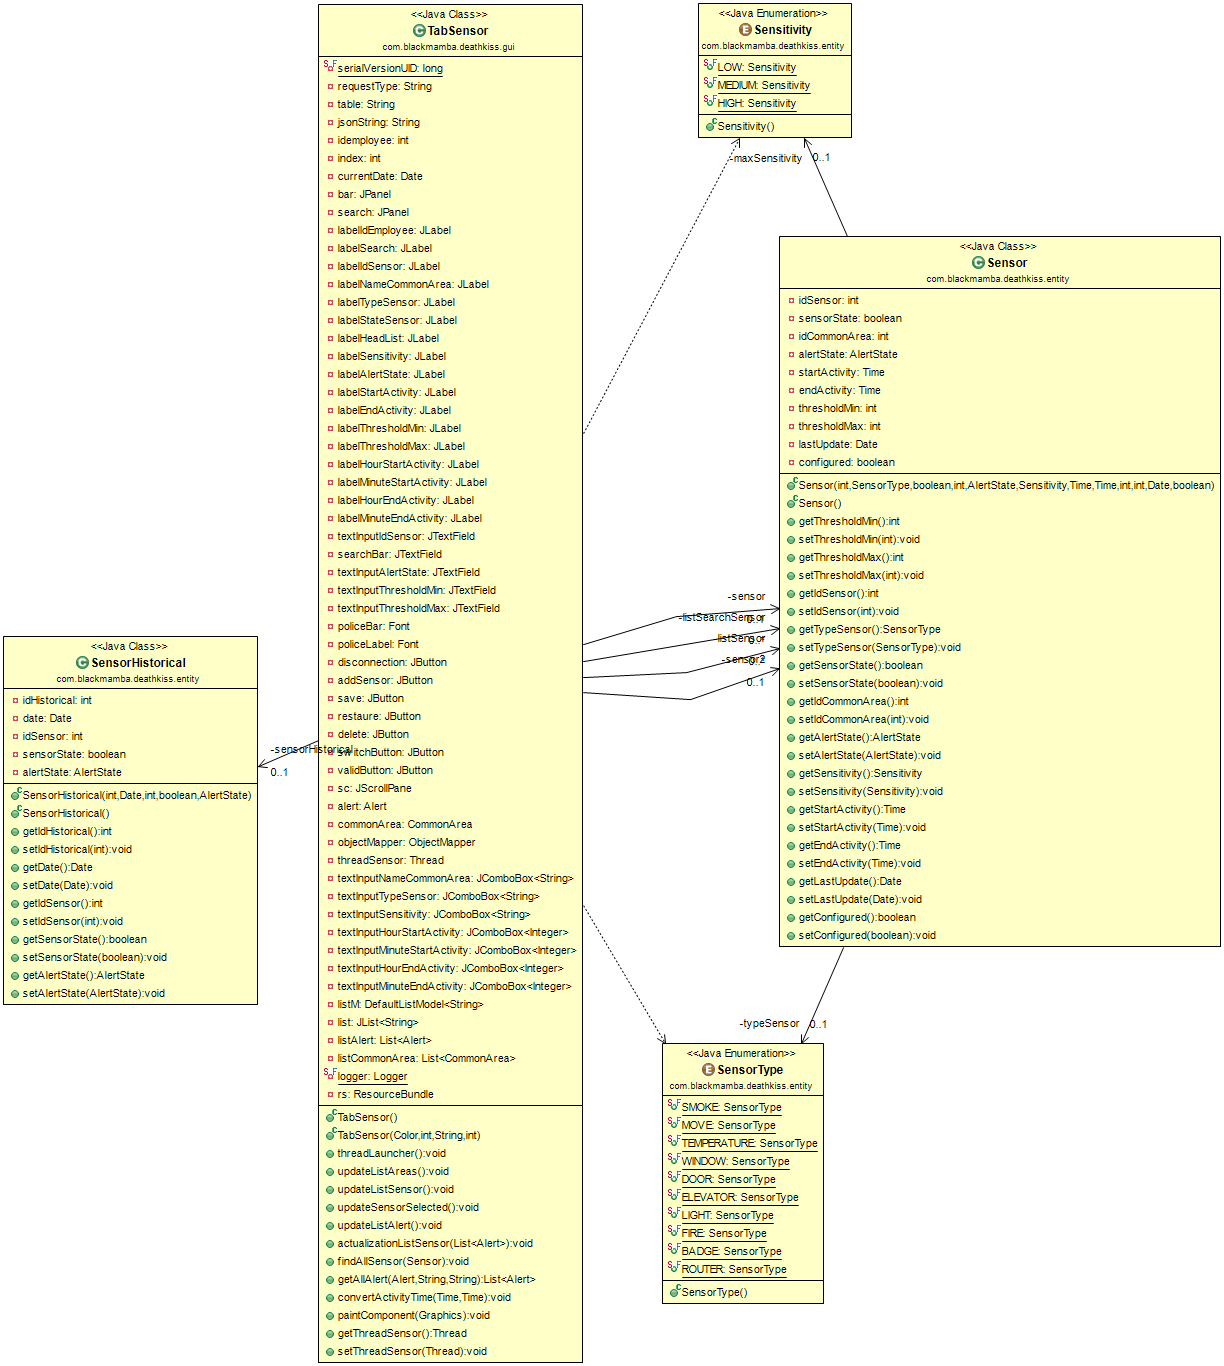 <<Java Class>>
TabSensor
com.blackmamba.deathkiss.gui
serialVersionUID: long
requestType: String
table: String
jsonString: String
idemployee: int
index: int
currentDate: Date
bar: JPanel
search: JPanel
labelIdEmployee: JLabel
labelSearch: JLabel
labelIdSensor: JLabel
labelNameCommonArea: JLabel
labelTypeSensor: JLabel
labelStateSensor: JLabel
labelHeadList: JLabel
labelSensitivity: JLabel
labelAlertState: JLabel
labelStartActivity: JLabel
labelEndActivity: JLabel
labelThresholdMin: JLabel
labelThresholdMax: JLabel
labelHourStartActivity: JLabel
labelMinuteStartActivity: JLabel
labelHourEndActivity: JLabel
labelMinuteEndActivity: JLabel
textInputIdSensor: JTextField
searchBar: JTextField
textInputAlertState: JTextField
textInputThresholdMin: JTextField
textInputThresholdMax: JTextField
policeBar: Font
policeLabel: Font
disconnection: JButton
addSensor: JButton
save: JButton
restaure: JButton
delete: JButton
switchButton: JButton
validButton: JButton
sc: JScrollPane
alert: Alert
commonArea: CommonArea
objectMapper: ObjectMapper
threadSensor: Thread
textInputNameCommonArea: JComboBox<String>
textInputTypeSensor: JComboBox<String>
textInputSensitivity: JComboBox<String>
textInputHourStartActivity: JComboBox<Integer>
textInputMinuteStartActivity: JComboBox<Integer>
textInputHourEndActivity: JComboBox<Integer>
textInputMinuteEndActivity: JComboBox<Integer>
listM: DefaultListModel<String>
list: JList<String>
listAlert: List<Alert>
listCommonArea: List<CommonArea>
logger: Logger
rs: ResourceBundle
TabSensor()
TabSensor(Color,int,String,int)
threadLauncher():void
updateListAreas():void
updateListSensor():void
updateSensorSelected():void
updateListAlert():void
actualizationListSensor(List<Alert>):void
findAllSensor(Sensor):void
getAllAlert(Alert,String,String):List<Alert>
convertActivityTime(Time,Time):void
paintComponent(Graphics):void
getThreadSensor():Thread
setThreadSensor(Thread):void
<<Java Enumeration>>
Sensitivity
com.blackmamba.deathkiss.entity
LOW: Sensitivity
MEDIUM: Sensitivity
HIGH: Sensitivity
Sensitivity()
-maxSensitivity 0..1
<<Java Class>>
Sensor
com.blackmamba.deathkiss.entity
idSensor: int
sensorState: boolean
idCommonArea: int
alertState: AlertState
startActivity: Time
endActivity: Time
thresholdMin: int
thresholdMax: int
lastUpdate: Date
configured: boolean
Sensor(int,SensorType,boolean,int,AlertState,Sensitivity,Time,Time,int,int,Date,boolean)
Sensor()
getThresholdMin():int
setThresholdMin(int):void
getThresholdMax():int
setThresholdMax(int):void
getIdSensor():int
setIdSensor(int):void
getTypeSensor():SensorType
setTypeSensor(SensorType):void
getSensorState():boolean
setSensorState(boolean):void
getIdCommonArea():int
setIdCommonArea(int):void
getAlertState():AlertState
setAlertState(AlertState):void
getSensitivity():Sensitivity
setSensitivity(Sensitivity):void
getStartActivity():Time
setStartActivity(Time):void
getEndActivity():Time
setEndActivity(Time):void
getLastUpdate():Date
setLastUpdate(Date):void
getConfigured():boolean
setConfigured(boolean):void
-sensor
-listSearchSensor
listSensor
-sensor2
0..1
<<Java Class>>
SensorHistorical
com.blackmamba.deathkiss.entity
idHistorical: int
date: Date
idSensor: int
sensorState: boolean
alertState: AlertState
SensorHistorical(int,Date,int,boolean,AlertState)
SensorHistorical()
getIdHistorical():int
setIdHistorical(int):void
getDate():Date
setDate(Date):void
getIdSensor():int
setIdSensor(int):void
getSensorState():boolean
setSensorState(boolean):void
getAlertState():AlertState
setAlertState(AlertState):void
-sensorHistorical
0..1
-typeSensor 0..1
<<Java Enumeration>>
SensorType
com.blackmamba.deathkiss.entity
SMOKE: SensorType
MOVE: SensorType
TEMPERATURE: SensorType
WINDOW: SensorType
DOOR: SensorType
ELEVATOR: SensorType
LIGHT: SensorType
FIRE: SensorType
BADGE: SensorType
ROUTER: SensorType
SensorType()